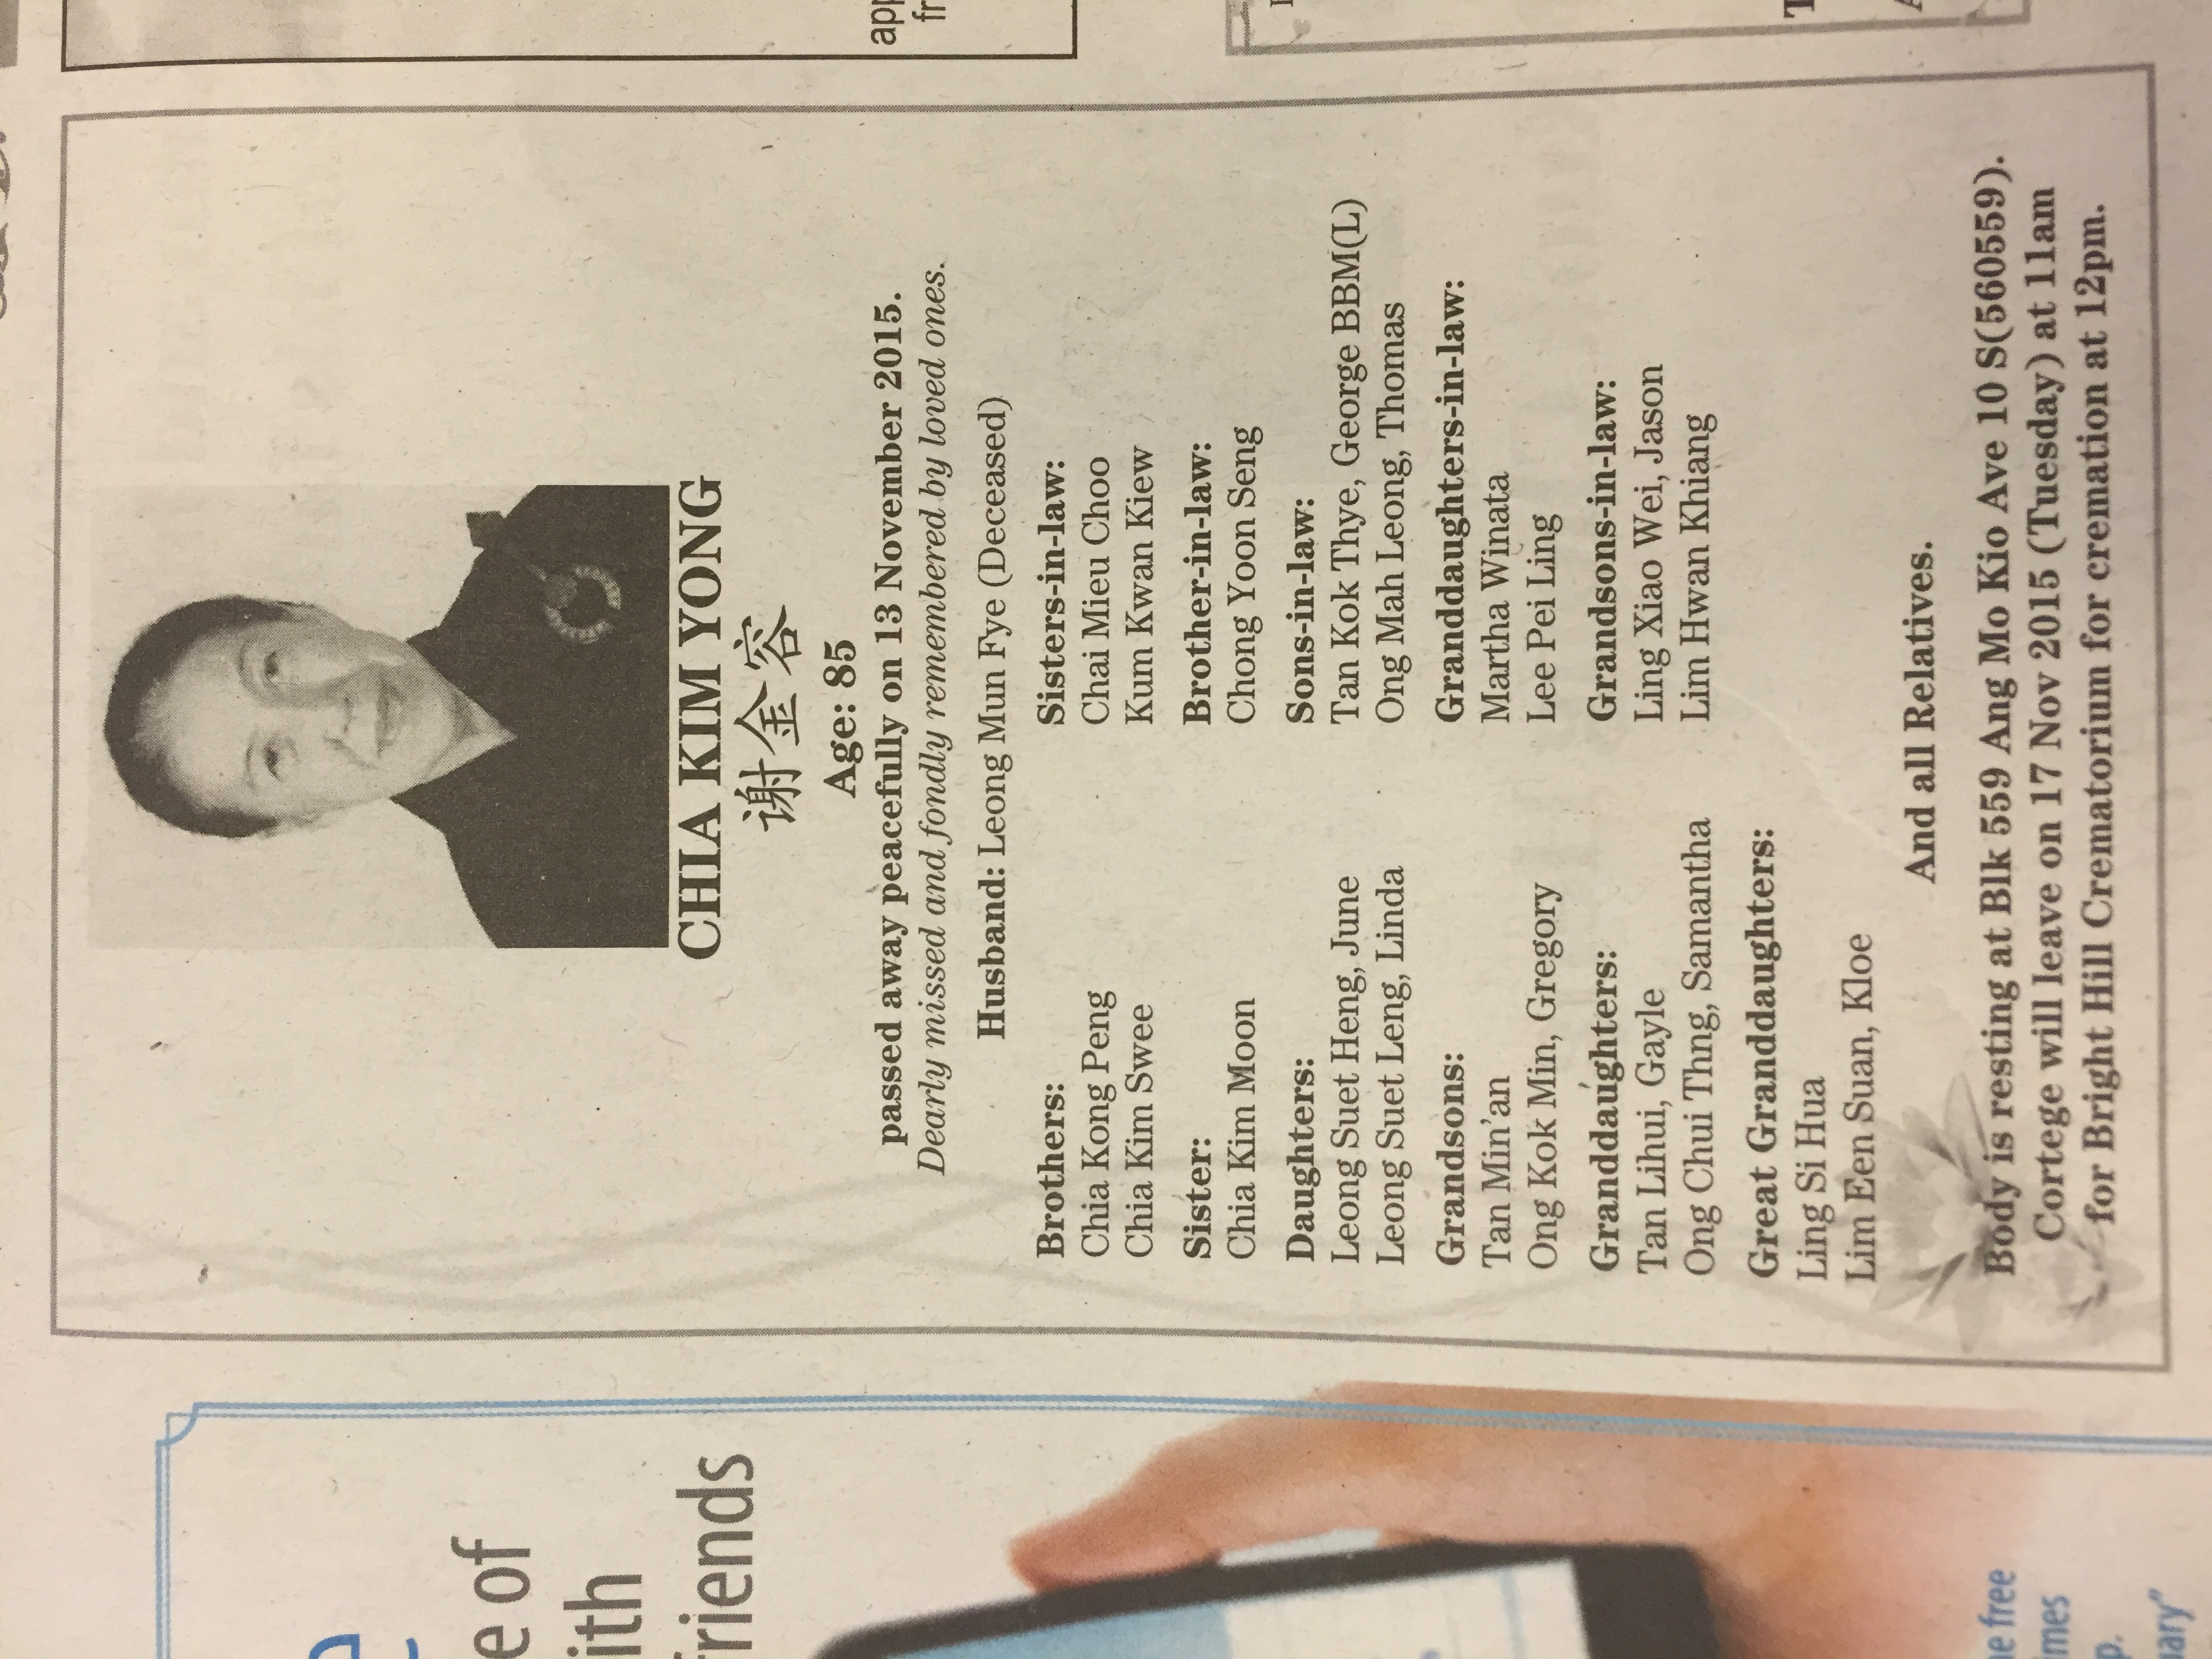 e
e of
ith
friends
CHIA KIM YONG
谢金容
Age: 85
passed away peacefully on 13 November 2015.
Dearly missed and fondly remembered by loved ones.
Husband: Leong Mun Fye (Deceased)
Brothers:
Chia Kong Peng
Chia Kim Swee
Sisters-in-law:
Chai Mieu Choo
Kum Kwan Kiew
Sister:
Chia Kim Moon
Brother-in-law:
Chong Yoon Seng
Daughters:
Leong Suet Heng, June
Leong Suet Leng, Linda
Sons-in-law:
Tan Kok Thye, George BBM(L)
Ong Mah Leong, Thomas
Grandsons:
Tan Min'an
Ong Kok Min, Gregory
Granddaughters-in-law:
Martha Winata
Lee Pei Ling
Granddaughters:
Tan Lihui, Gayle
Ong Chui Thng, Samantha
Grandsons-in-law:
Ling Xiao Wei, Jason
Lim Hwan Khiang
Great Granddaughters:
Ling Si Hua
Lim Een Suan, Kloe
And all Relatives.
Body is resting at Blk 559 Ang Mo Kio Ave 10 S(560559).
Cortege will leave on 17 Nov 2015 (Tuesday) at 11am
for Bright Hill Crematorium for cremation at 12pm.
e free
imes
p.
uary"
app
fr